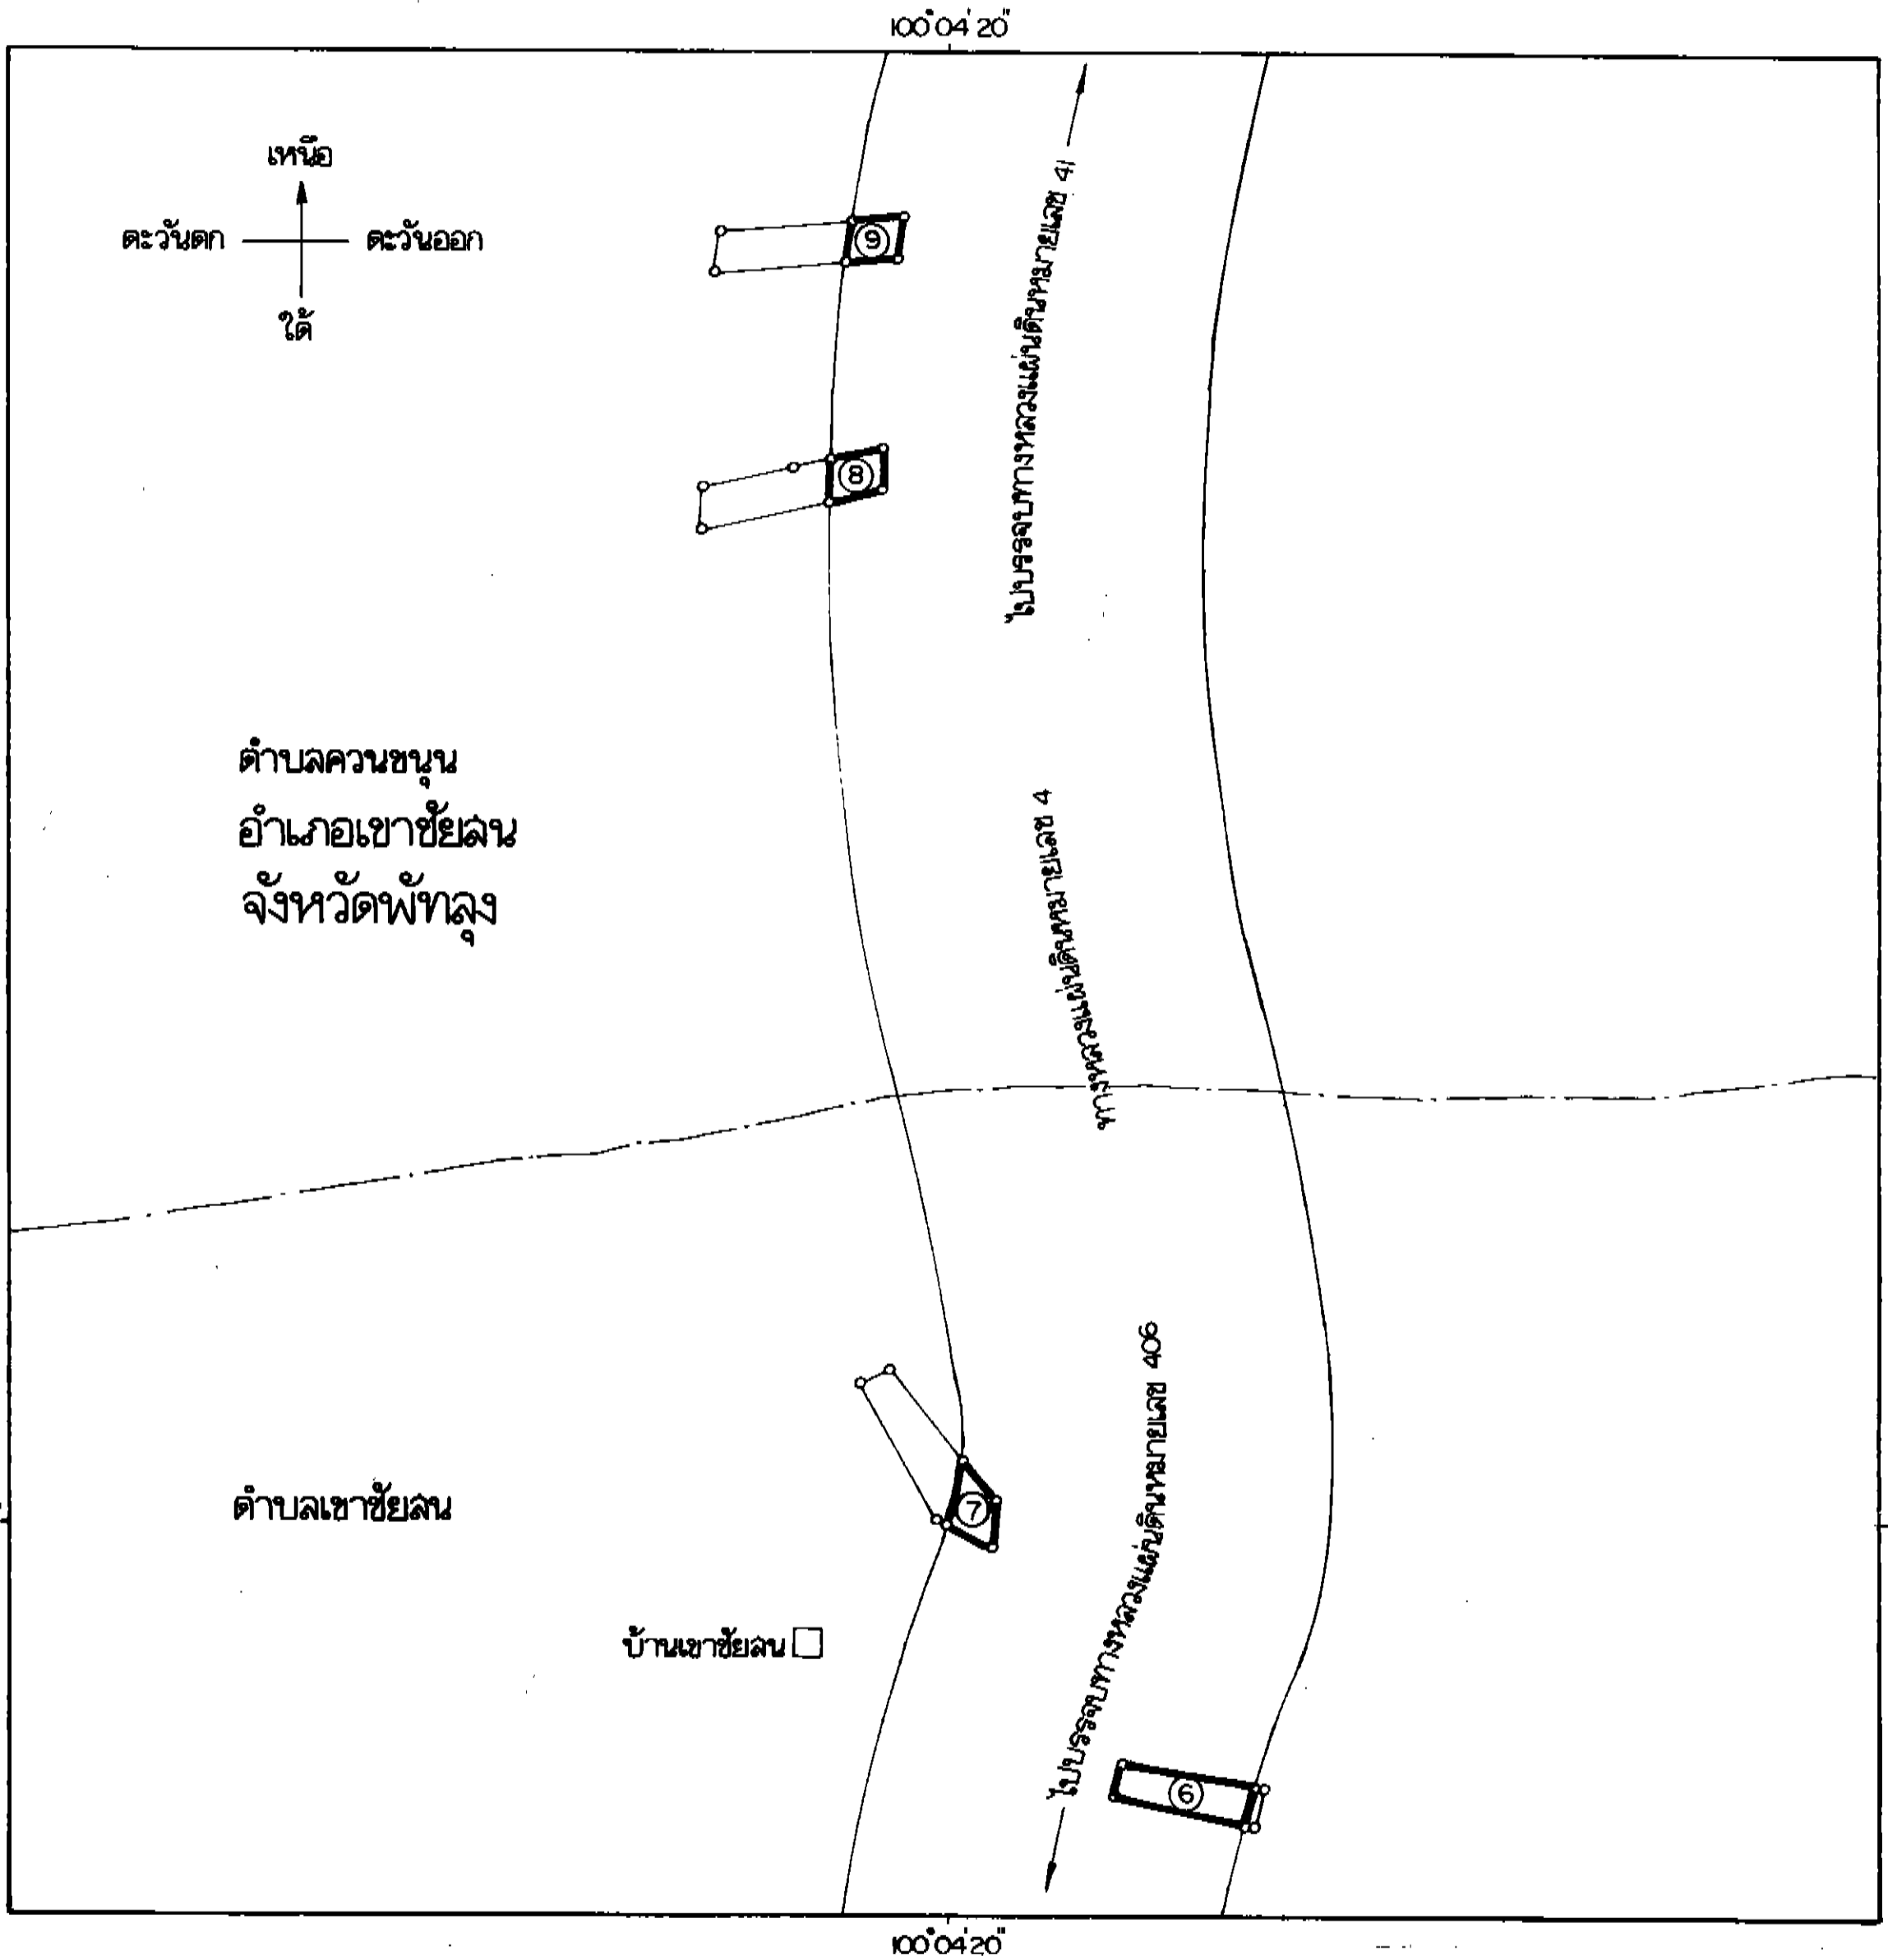 100°04'20"
เหนือ
ตะวันตก
ตะวันออก
ใต้
ไปบรรจบทางหลวงแผ่นดินหมายเลข 41
9
8
ตำบลควนขนุน
อำเภอเขาชัยสน
จังหวัดพัทลุง
ทางหลวงแผ่นดินหมายเลข 4
ไปบรรจบทางหลวงแผ่นดินหมายเลข 406
ตำบลเขาชัยสน
7
บ้านเขาชัยสน
6
100°04'20"